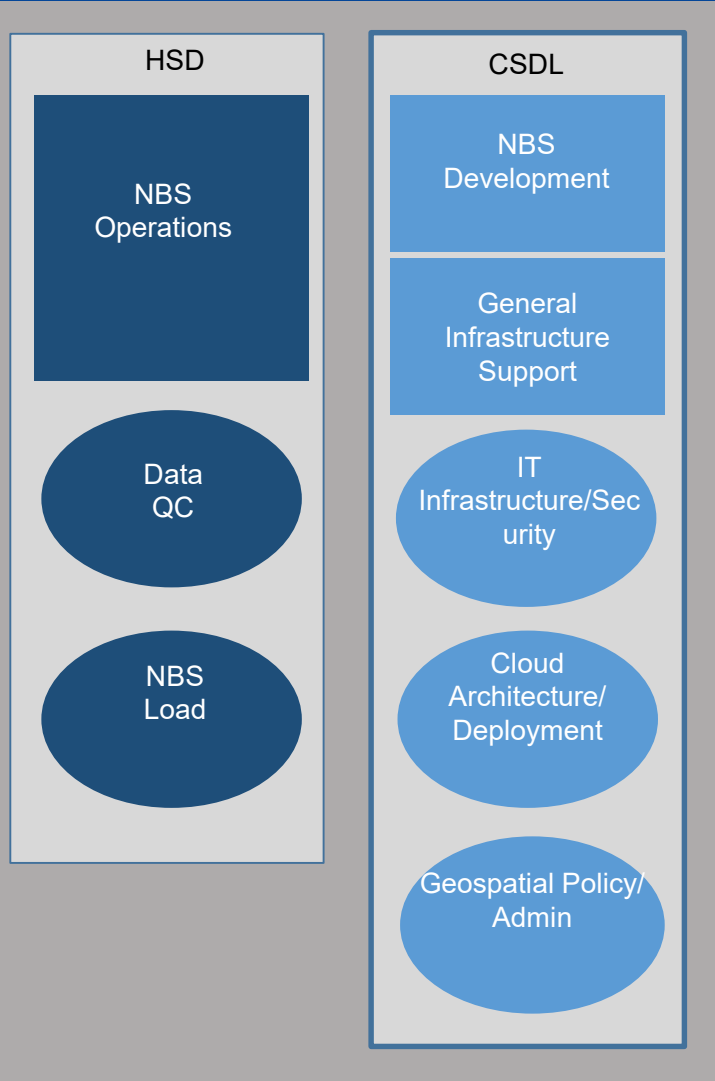 HSD
NBS
Operations
Data
QC
NBS
Load
CSDL
NBS
Development
General
Infrastructure
Support
IT
Infrastructure/Sec
urity
Cloud
Architecture/
Deployment
Geospatial Policy/
Admin